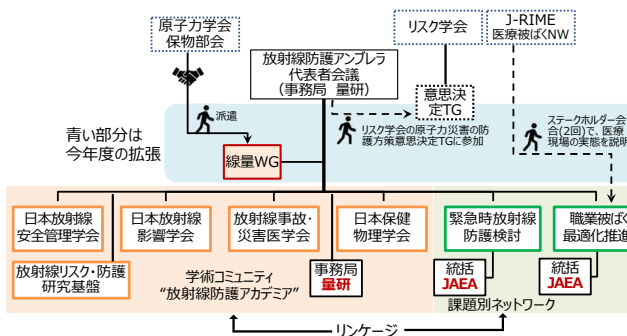 原子力学会
保物部会
放射線防護アンブレラ
代表者会議
(事務局 量研)
リスク学会
J-RIME
医療被ばくNW
意思決
定TG
派遣
リスク学会の原子力災害の防
護方策意思決定TGに参加
ステークホルダー会
合(2回)で、医療
現場の実態を説明
青い部分は
今年度の拡張
線量WG
日本放射線
安全管理学会
日本放射線
影響学会
放射線事故・
災害医学会
日本保健
物理学会
緊急時放射線
防護検討
職業被ばく
最適化推進
放射線リスク・防護
研究基盤
学術コミュニティ
“放射線防護アカデミア”
事務局
量研
統括
JAEA
統括
JAEA
課題別ネットワーク
リンケージ